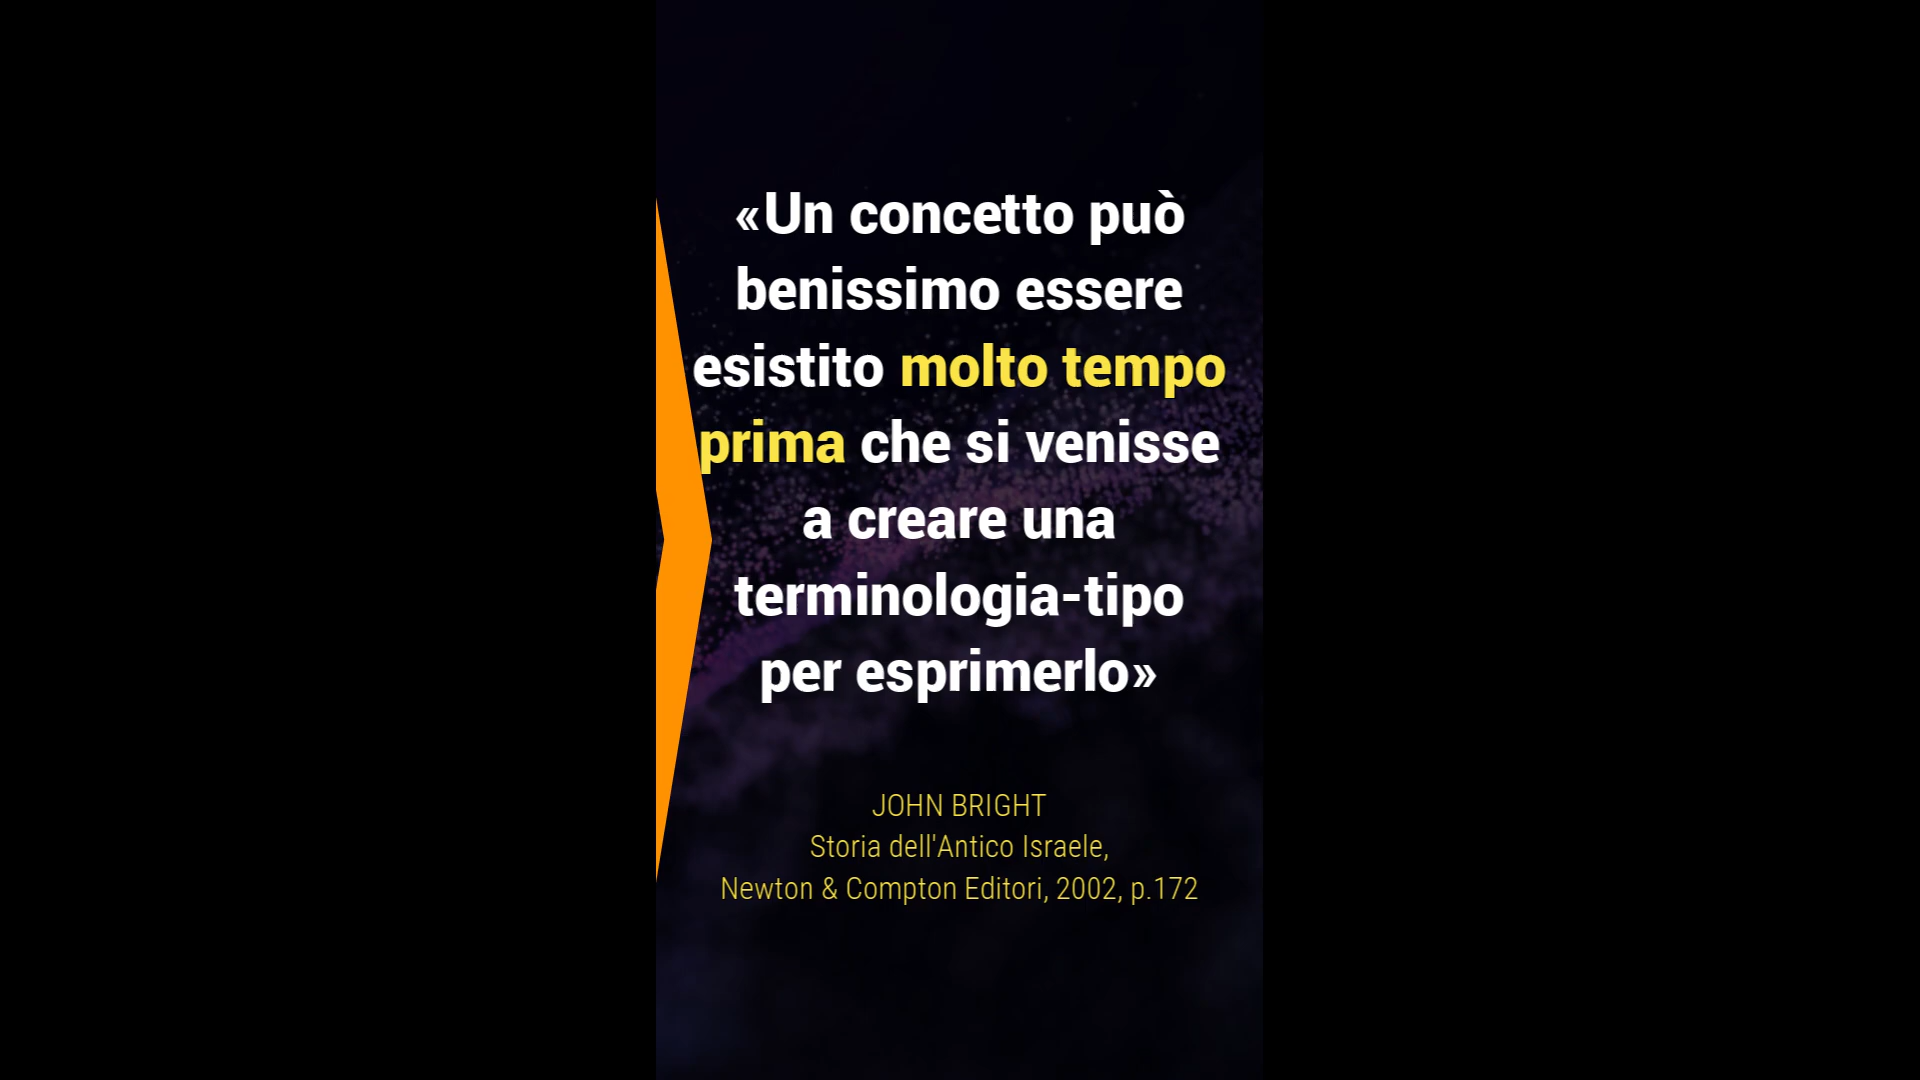 «Un concetto può
benissimo essere
esistito molto tempo
prima che si venisse
a creare una
terminologia-tipo
per esprimerlo»
JOHN BRIGHT
Storia dell'Antico Israele,
Newton & Compton Editori, 2002, p.172